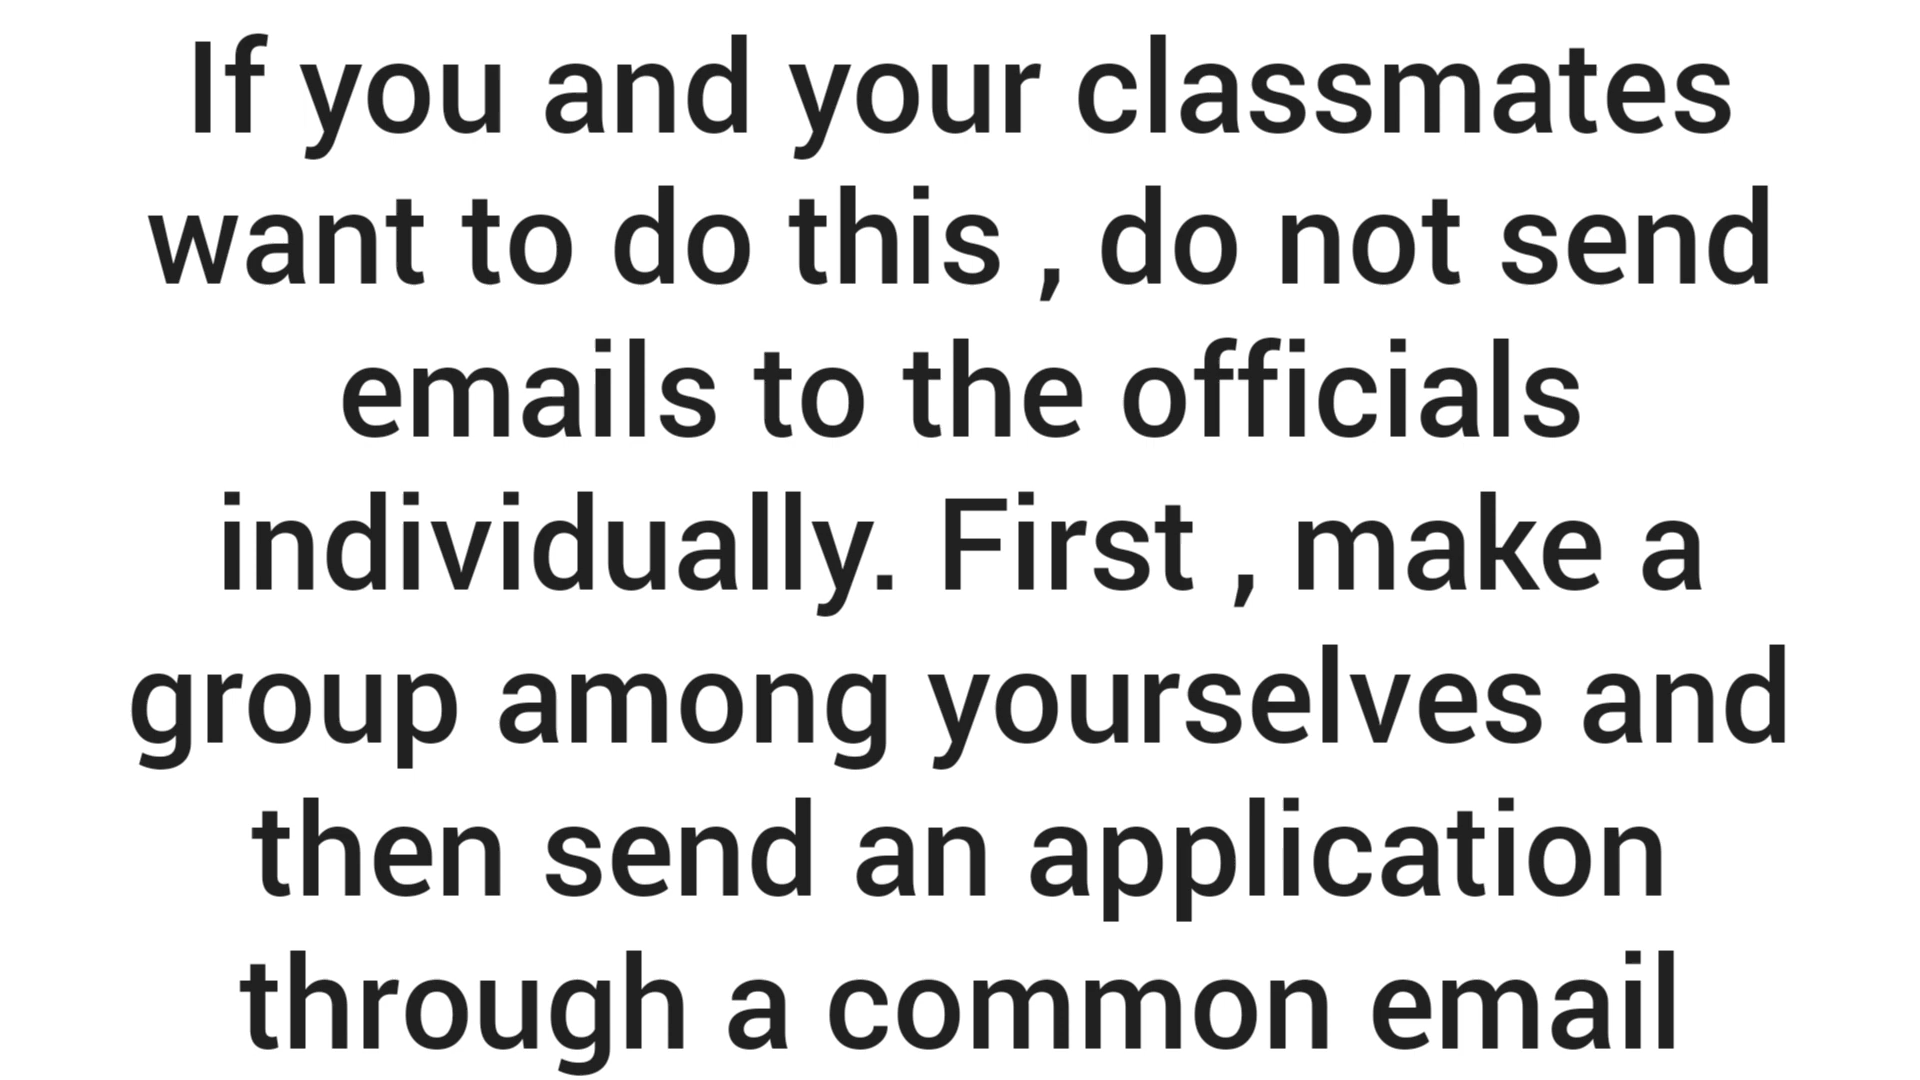 If you and your classmates
want to do this , do not send
emails to the officials
individually. First , make a
group among yourselves and
then send an application
through a common email